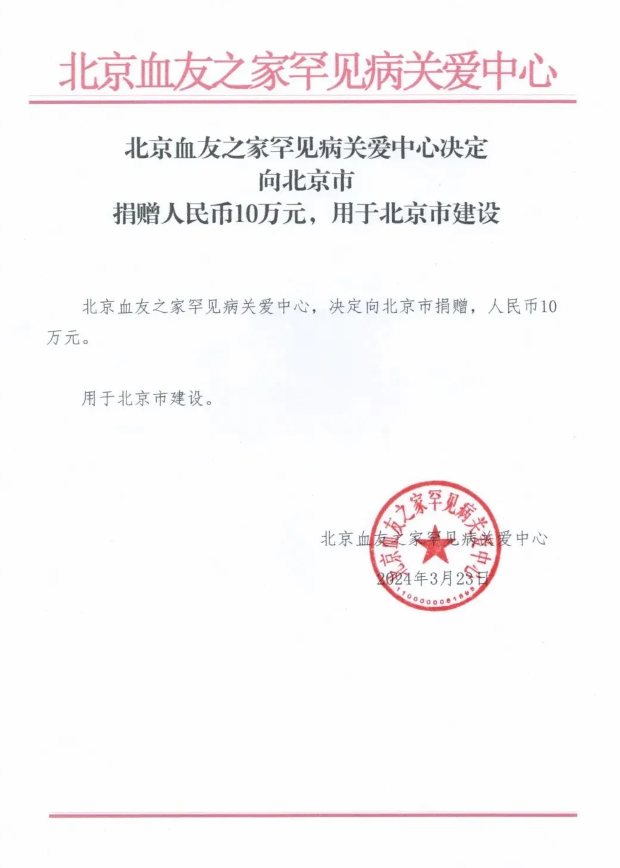 北京血友之家罕见病关爱中心
北京血友之家罕见病关爱中心决定
向北京市
捐赠人民币10万元，用于北京市建设
北京血友之家罕见病关爱中心，决定向北京市捐赠，人民币10
万元。
用于北京市建设。
北京血友之家罕见病关爱中心
2024年3月23日
北京血友之家罕见病关爱中心